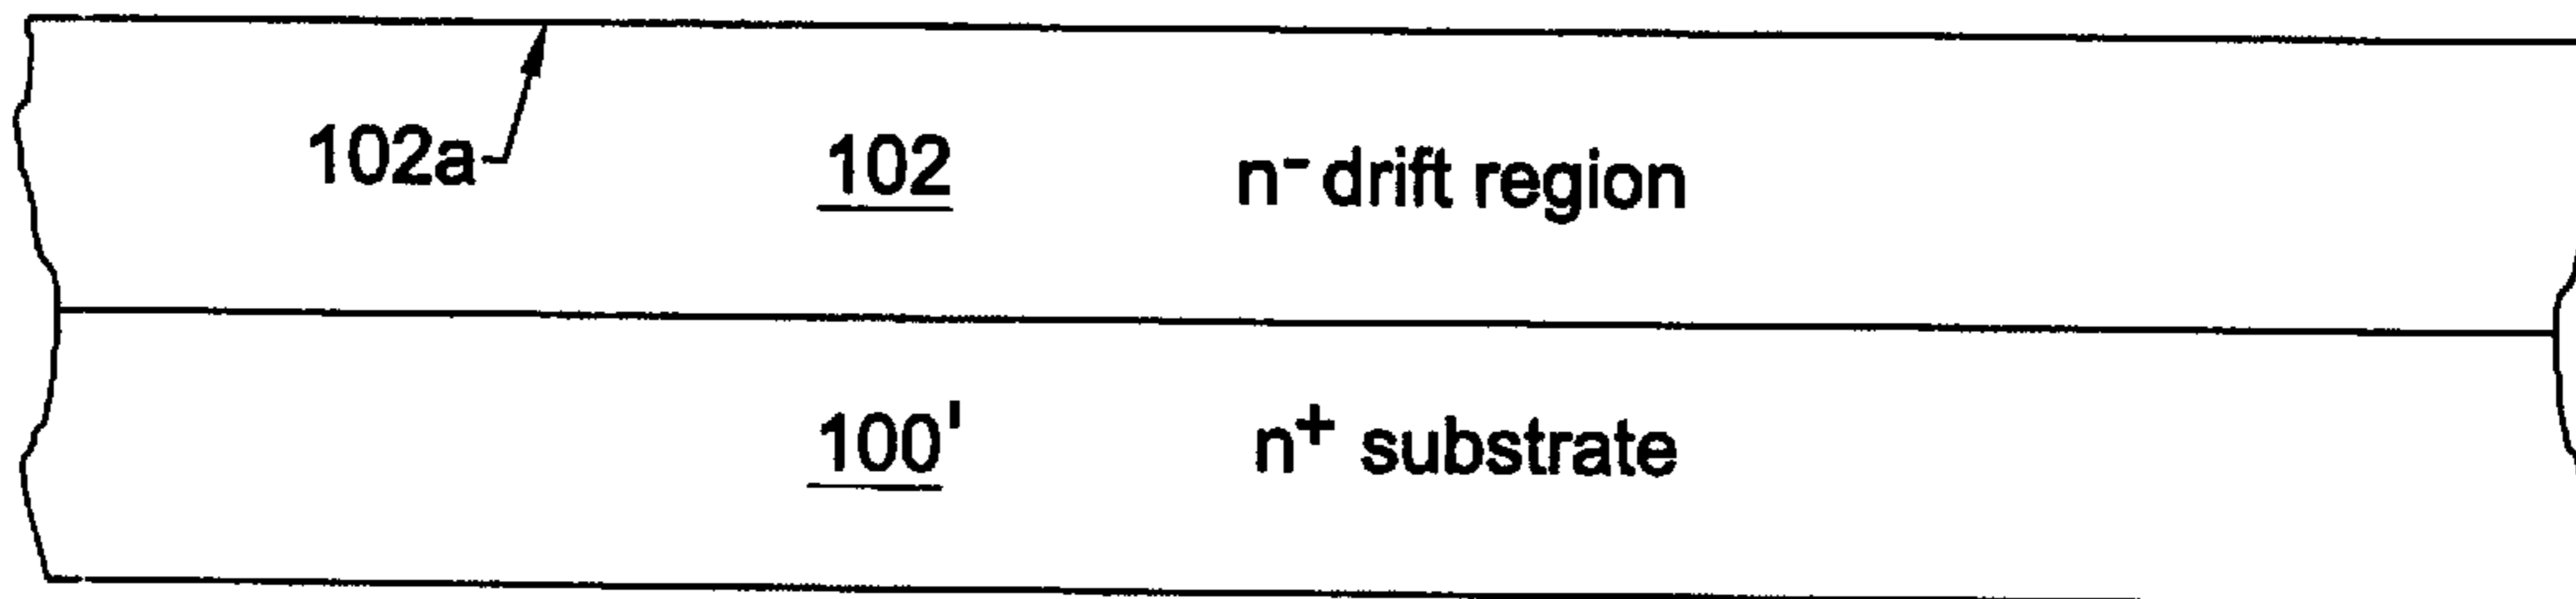 102a 102 n⁻ drift region
100' n⁺ substrate